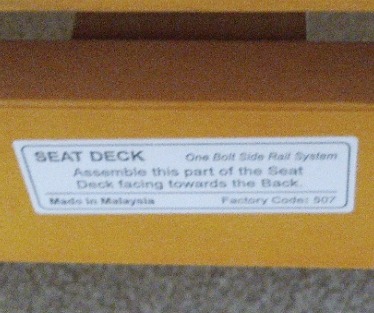 SEAT DECK One Bolt Side Rail System
Assemble this part of the Seat
Deck facing towards the Back.
Made in Malaysia Factory Code: 507